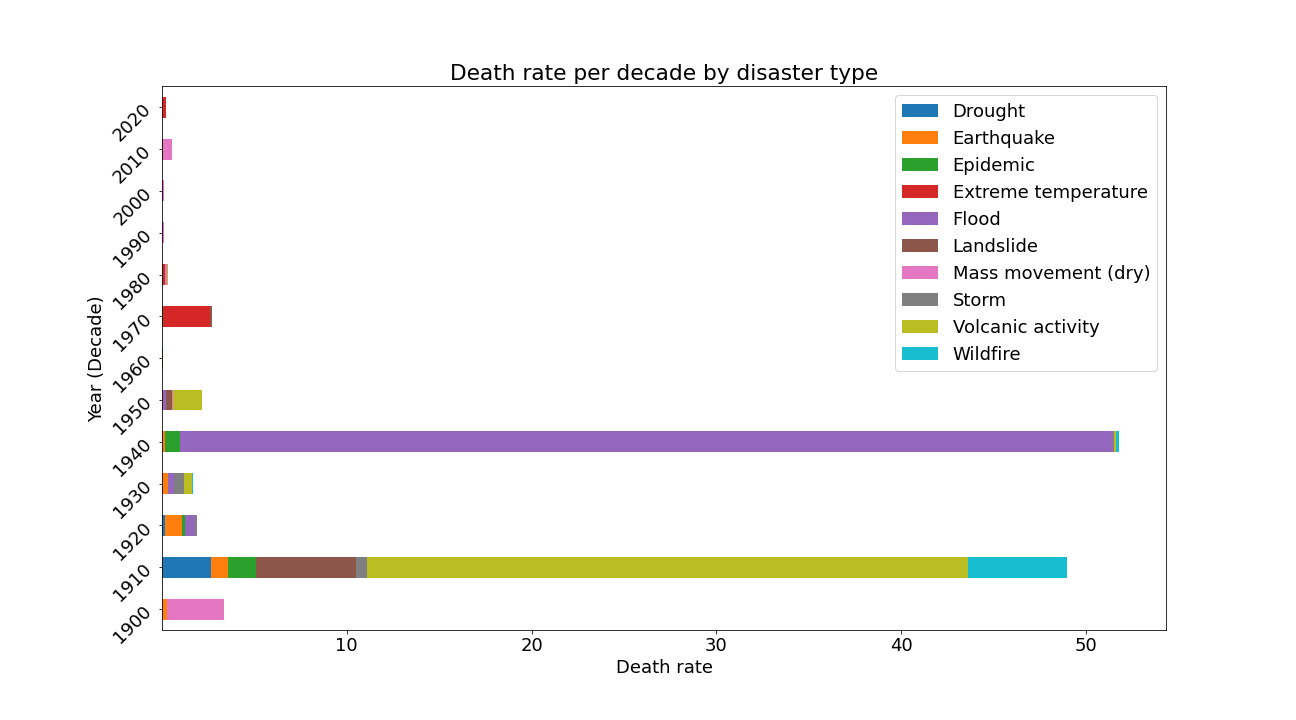 Death rate per decade by disaster type
2020
2010
2000
1990
1980
1970
1960
1950
1940
1930
1920
1910
1900
Year (Decade)
Drought
Earthquake
Epidemic
Extreme temperature
Flood
Landslide
Mass movement (dry)
Storm
Volcanic activity
Wildfire
10 20 30 40 50
Death rate